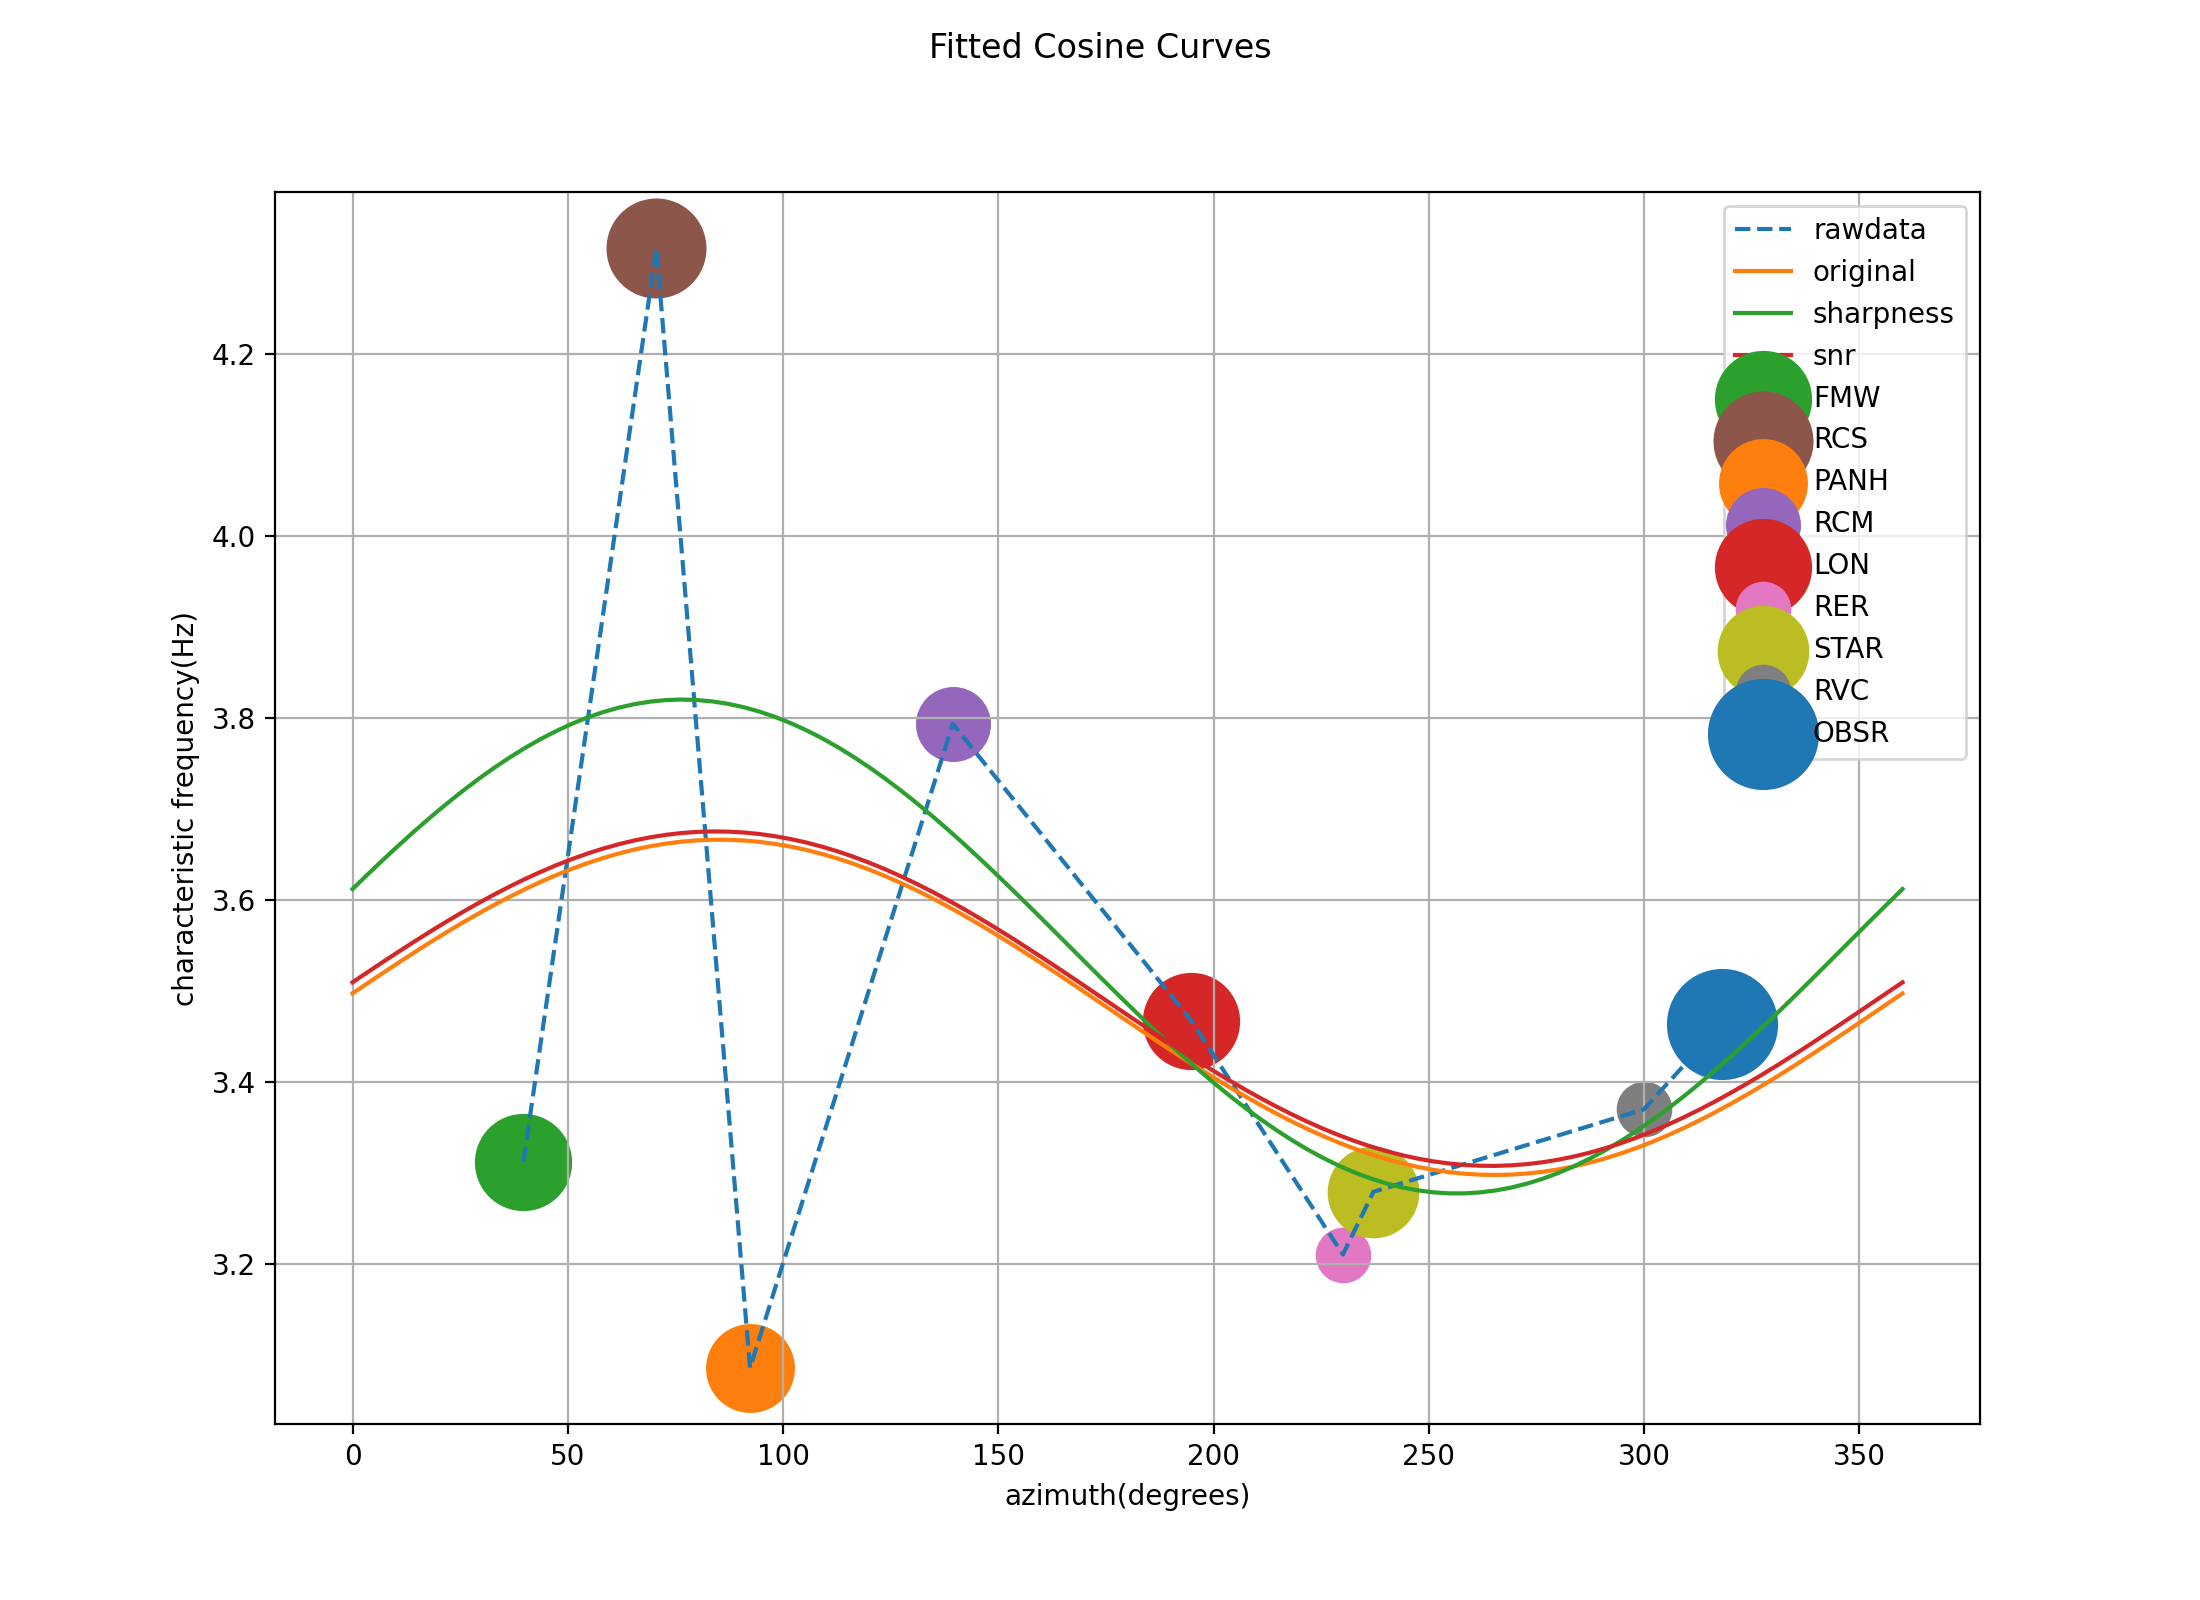 Fitted Cosine Curves
rawdata
original
sharpness
snr
FMW
RCS
PANH
RCM
LON
RER
STAR
RVC
OBSR
characteristic frequency(Hz)
4.2
4.0
3.8
3.6
3.4
3.2
0 50 100 150 200 250 300 350
azimuth(degrees)